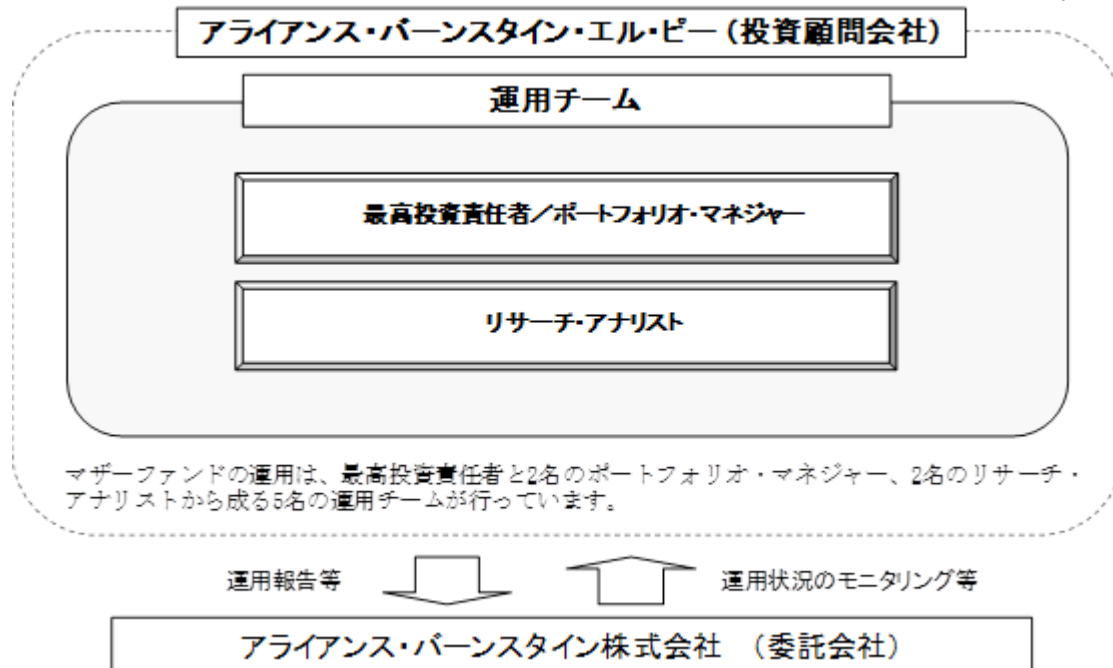 アライアンス・バーンスタイン・エル・ピー（投資顧問会社）
運用チーム
最高投資責任者／ポートフォリオ・マネジャー
リサーチ・アナリスト
マザーファンドの運用は、最高投資責任者と2名のポートフォリオ・マネジャー、2名のリサーチ・
アナリストから成る5名の運用チームが行っています。
運用報告等
運用状況のモニタリング等
アライアンス・バーンスタイン株式会社　（委託会社）